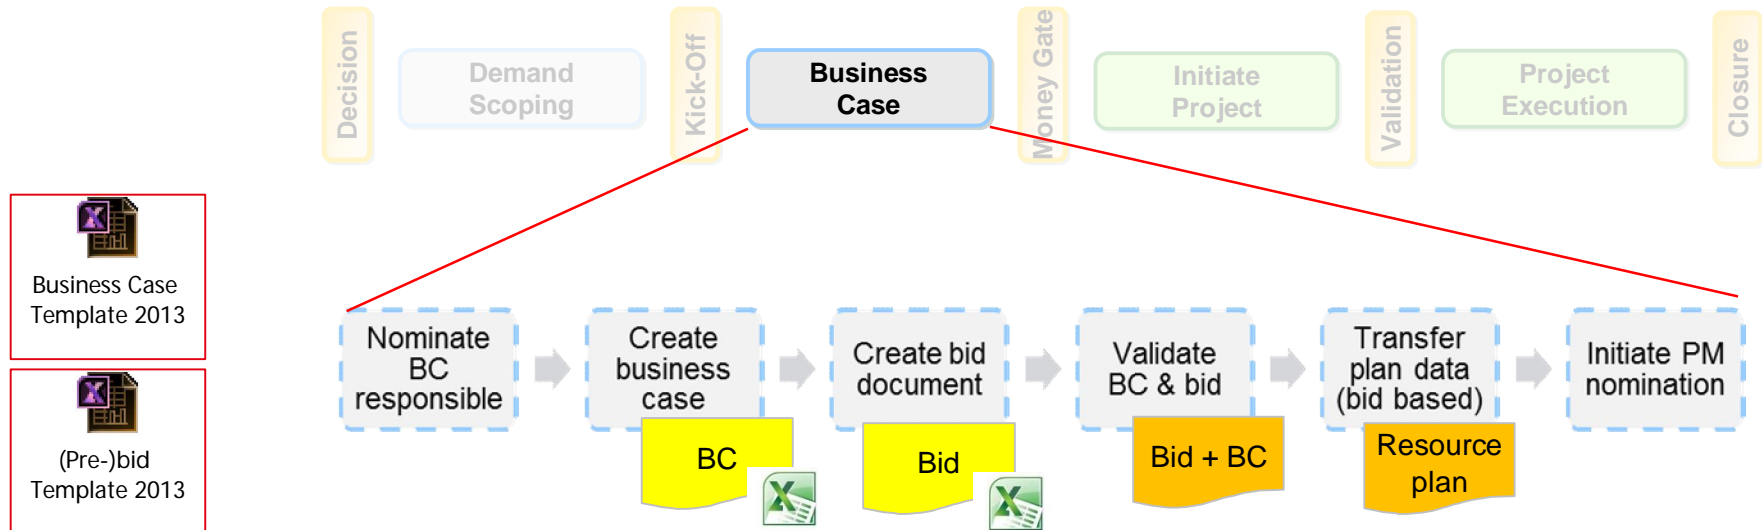 Decision
Demand
Scoping
Kick-Off
Business
Case
Money Gate
Initiate
Project
Validation
Project
Execution
Closure
Business Case
Template 2013
(Pre-)bid
Template 2013
Nominate
BC
responsible
Create
business
case
Create bid
document
Validate
BC & bid
Transfer
plan data
(bid based)
Initiate PM
nomination
BC
Bid
Bid + BC
Resource
plan